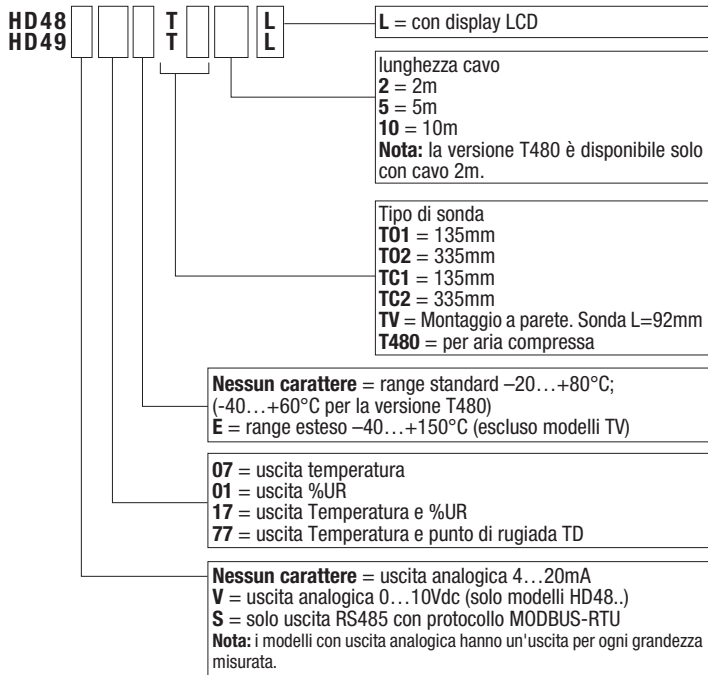 HD48 T L
HD49 T L
L = con display LCD
lunghezza cavo
2 = 2m
5 = 5m
10 = 10m
Nota: la versione T480 è disponibile solo
con cavo 2m.
Tipo di sonda
TO1 = 135mm
TO2 = 335mm
TC1 = 135mm
TC2 = 335mm
TV = Montaggio a parete. Sonda L=92mm
T480 = per aria compressa
Nessun carattere = range standard –20…+80°C;
(-40…+60°C per la versione T480)
E = range esteso –40…+150°C (escluso modelli TV)
07 = uscita temperatura
01 = uscita %UR
17 = uscita Temperatura e %UR
77 = uscita Temperatura e punto di rugiada TD
Nessun carattere = uscita analogica 4…20mA
V = uscita analogica 0…10Vdc (solo modelli HD48..)
S = solo uscita RS485 con protocollo MODBUS-RTU
Nota: i modelli con uscita analogica hanno un'uscita per ogni grandezza
misurata.